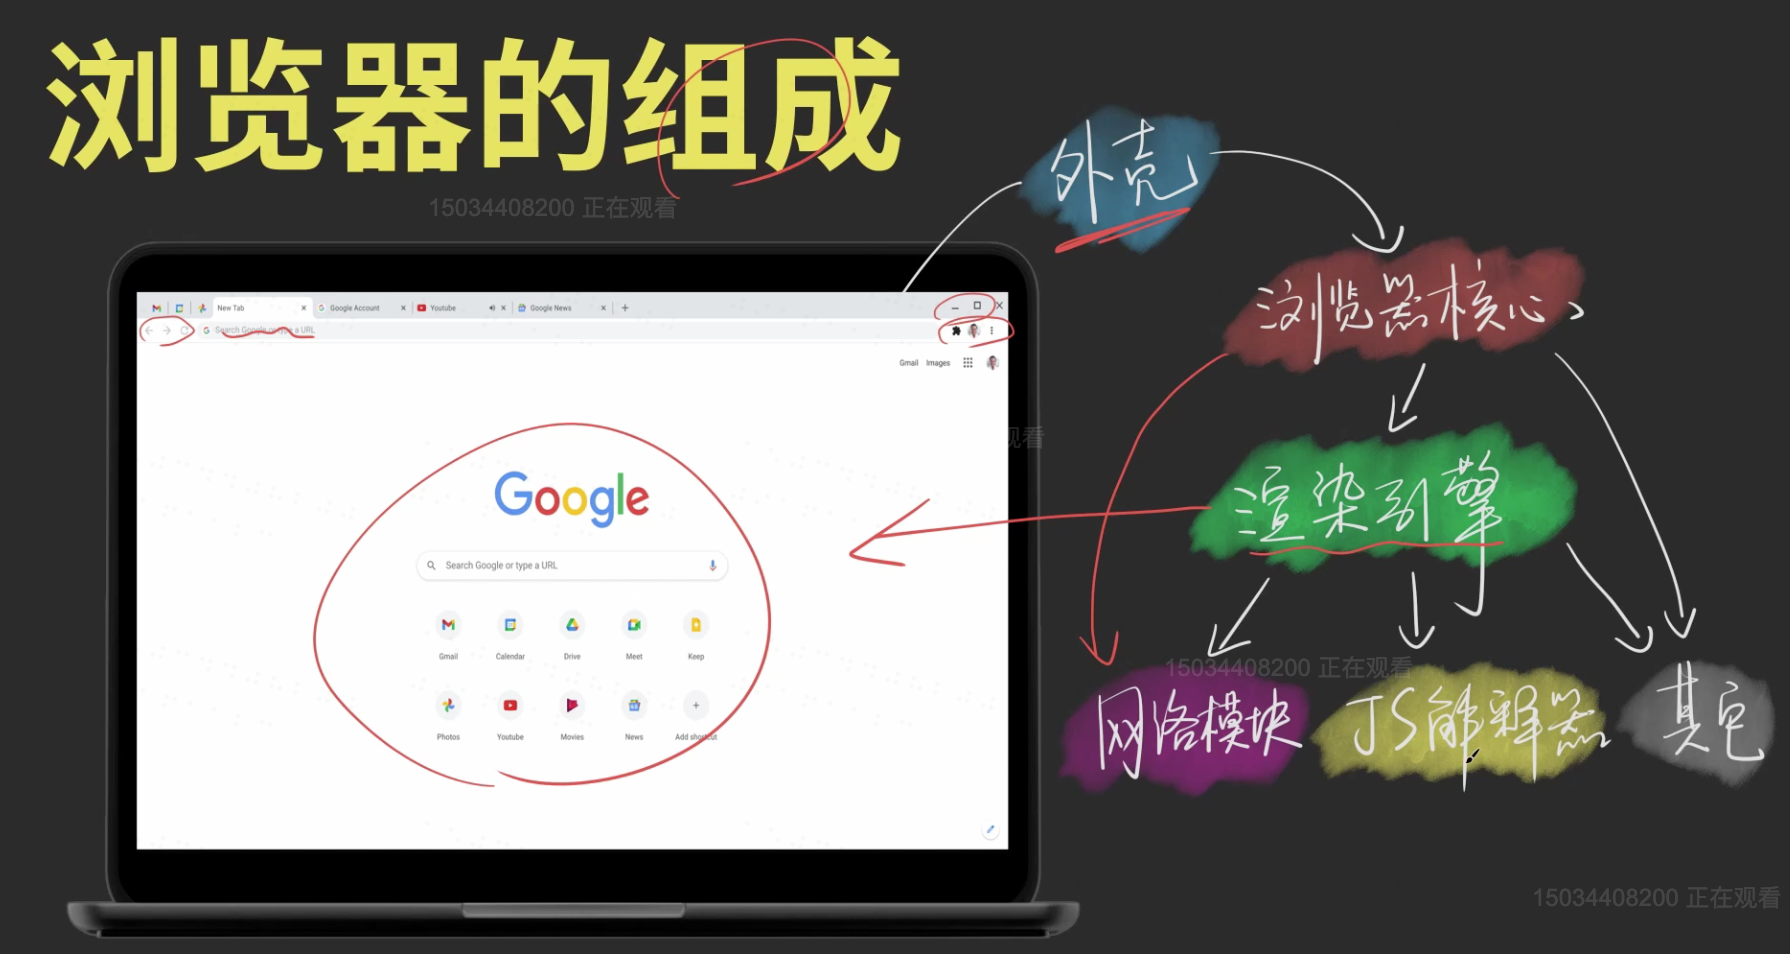 浏览器的组成
外壳
15034408200 正在观看
浏览器核心
New Tab
Google Account
Youtube
Google News
Search Google or type a URL
Gmail Images
观看
渲染引擎
Google
Search Google or type a URL
Gmail Calendar Drive Meet Keep
15034408200 正在观看
网络模块 JS解释器 其它
Photos Youtube Movies News Add shortcut
15034408200 正在观看